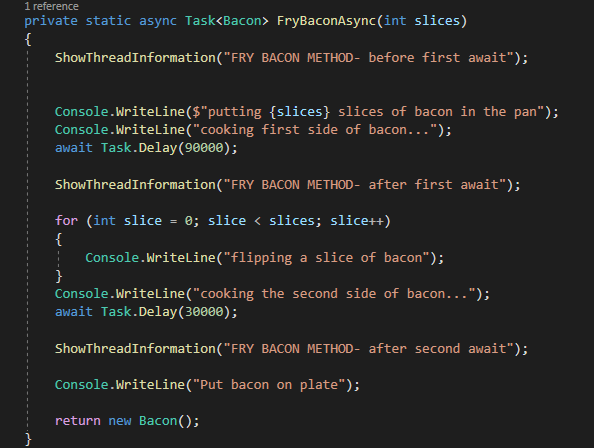 1 reference
private static async Task<Bacon> FryBaconAsync(int slices)
{
ShowThreadInformation("FRY BACON METHOD- before first await");
Console.WriteLine($"putting {slices} slices of bacon in the pan");
Console.WriteLine("cooking first side of bacon...");
await Task.Delay(90000);
ShowThreadInformation("FRY BACON METHOD- after first await");
for (int slice = 0; slice < slices; slice++)
{
Console.WriteLine("flipping a slice of bacon");
}
Console.WriteLine("cooking the second side of bacon...");
await Task.Delay(30000);
ShowThreadInformation("FRY BACON METHOD- after second await");
Console.WriteLine("Put bacon on plate");
return new Bacon();
}